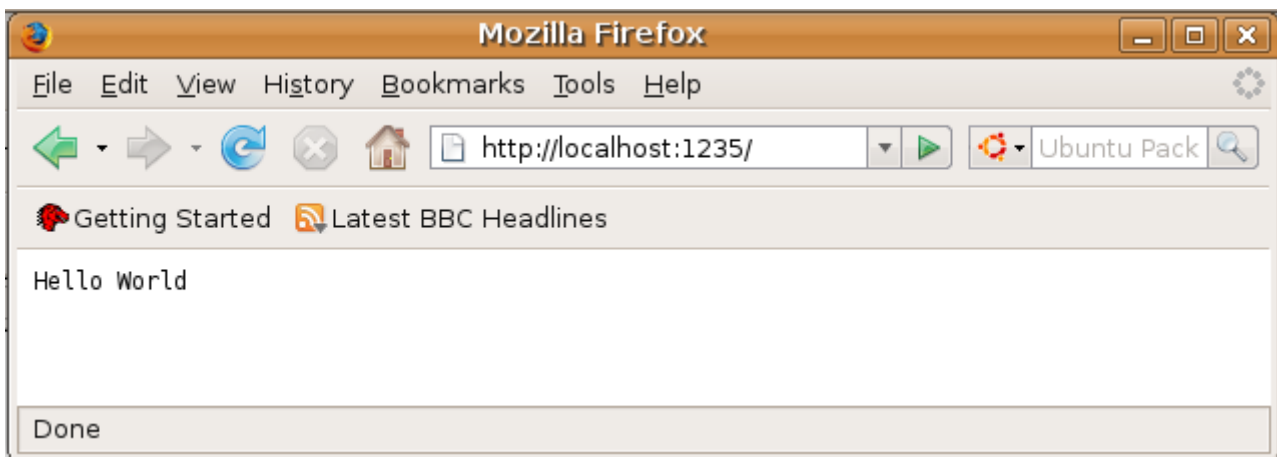 Mozilla Firefox
File Edit View History Bookmarks Tools Help
http://localhost:1235/ Ubuntu Pack
Getting Started Latest BBC Headlines
Hello World
Done